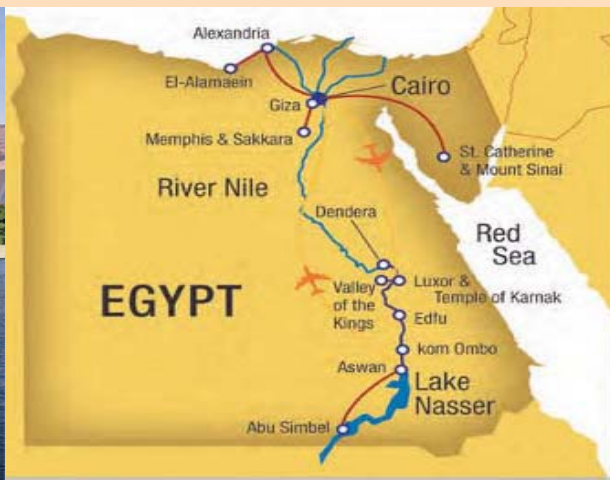 Alexandria
El-Alamaein
Cairo
Giza
Memphis & Sakkara
St. Catherine
& Mount Sinai
River Nile
Dendera
Red
Sea
EGYPT
Valley
of the
Kings
Luxor &
Temple of Karnak
Edfu
kom Ombo
Aswan
Lake
Nasser
Abu Simbel